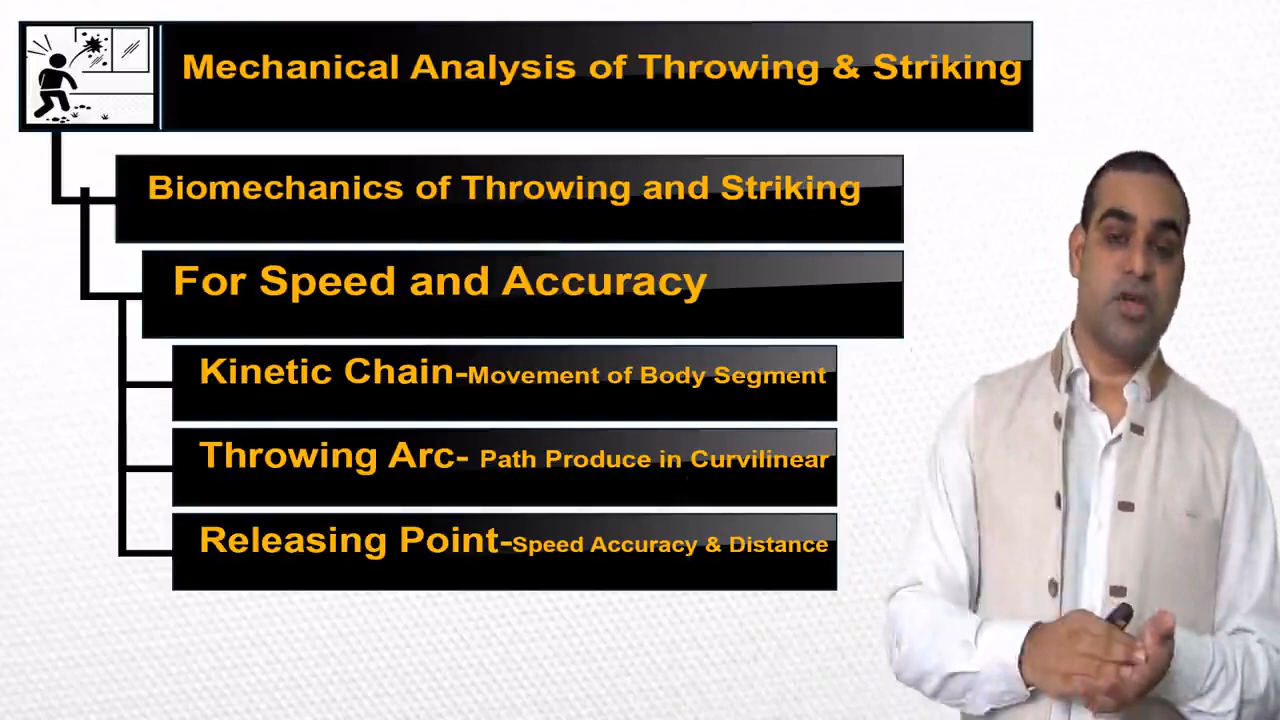 Mechanical Analysis of Throwing & Striking
Biomechanics of Throwing and Striking
For Speed and Accuracy
Kinetic Chain-Movement of Body Segment
Throwing Arc- Path Produce in Curvilinear
Releasing Point-Speed Accuracy & Distance